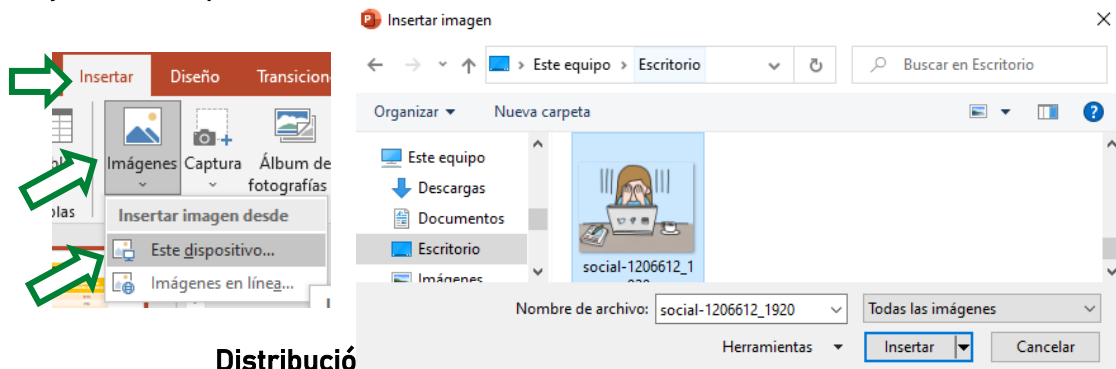 Insertar imagen
Insertar Diseño Transicion
Este equipo Escritorio
Buscar en Escritorio
Organizar Nueva carpeta
Imágenes Captura Álbum de
fotografías
Insertar imagen desde
Este dispositivo...
Imágenes en línea...
Este equipo
Descargas
Documentos
Escritorio
Imágenes
social-1206612_1
Nombre de archivo: social-1206612_1920 Todas las imágenes
Herramientas Insertar Cancelar
Distribució